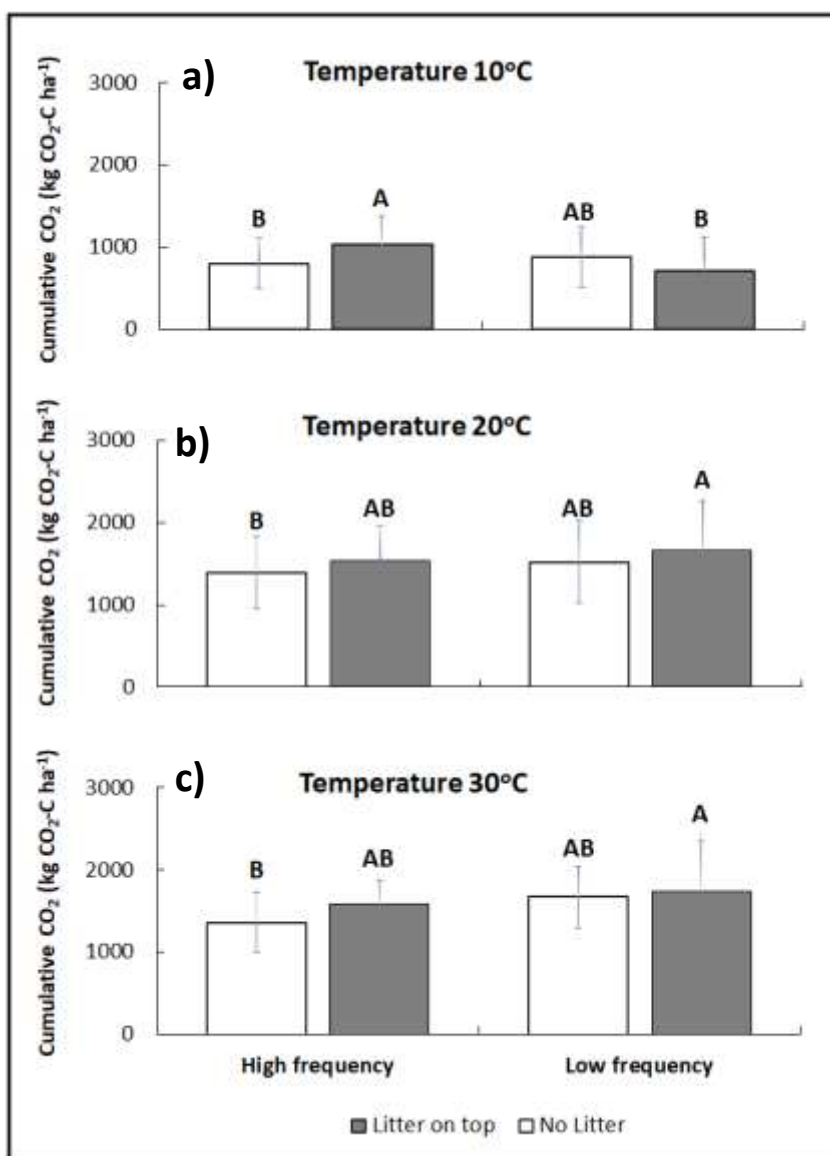 a) Temperature 10°C
Cumulative CO₂ (kg CO₂-C ha⁻¹)
3000
2000
1000
0
B A AB B
b) Temperature 20°C
Cumulative CO₂ (kg CO₂-C ha⁻¹)
3000
2000
1000
0
B AB AB A
c) Temperature 30°C
Cumulative CO₂ (kg CO₂-C ha⁻¹)
3000
2000
1000
0
B AB AB A
High frequency Low frequency
Litter on top No Litter